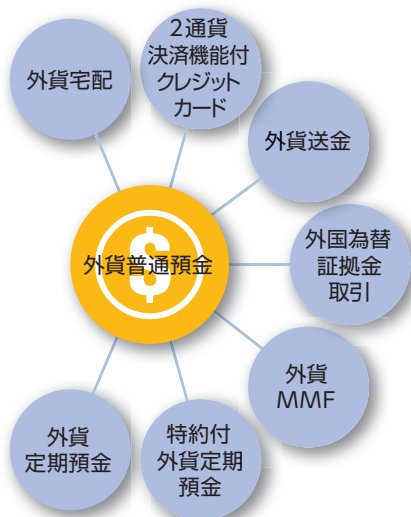 2通貨
決済機能付
クレジット
カード
外貨宅配
外貨送金
外国為替
証拠金
取引
$
外貨普通預金
外貨
MMF
外貨
定期預金
特約付
外貨定期
預金